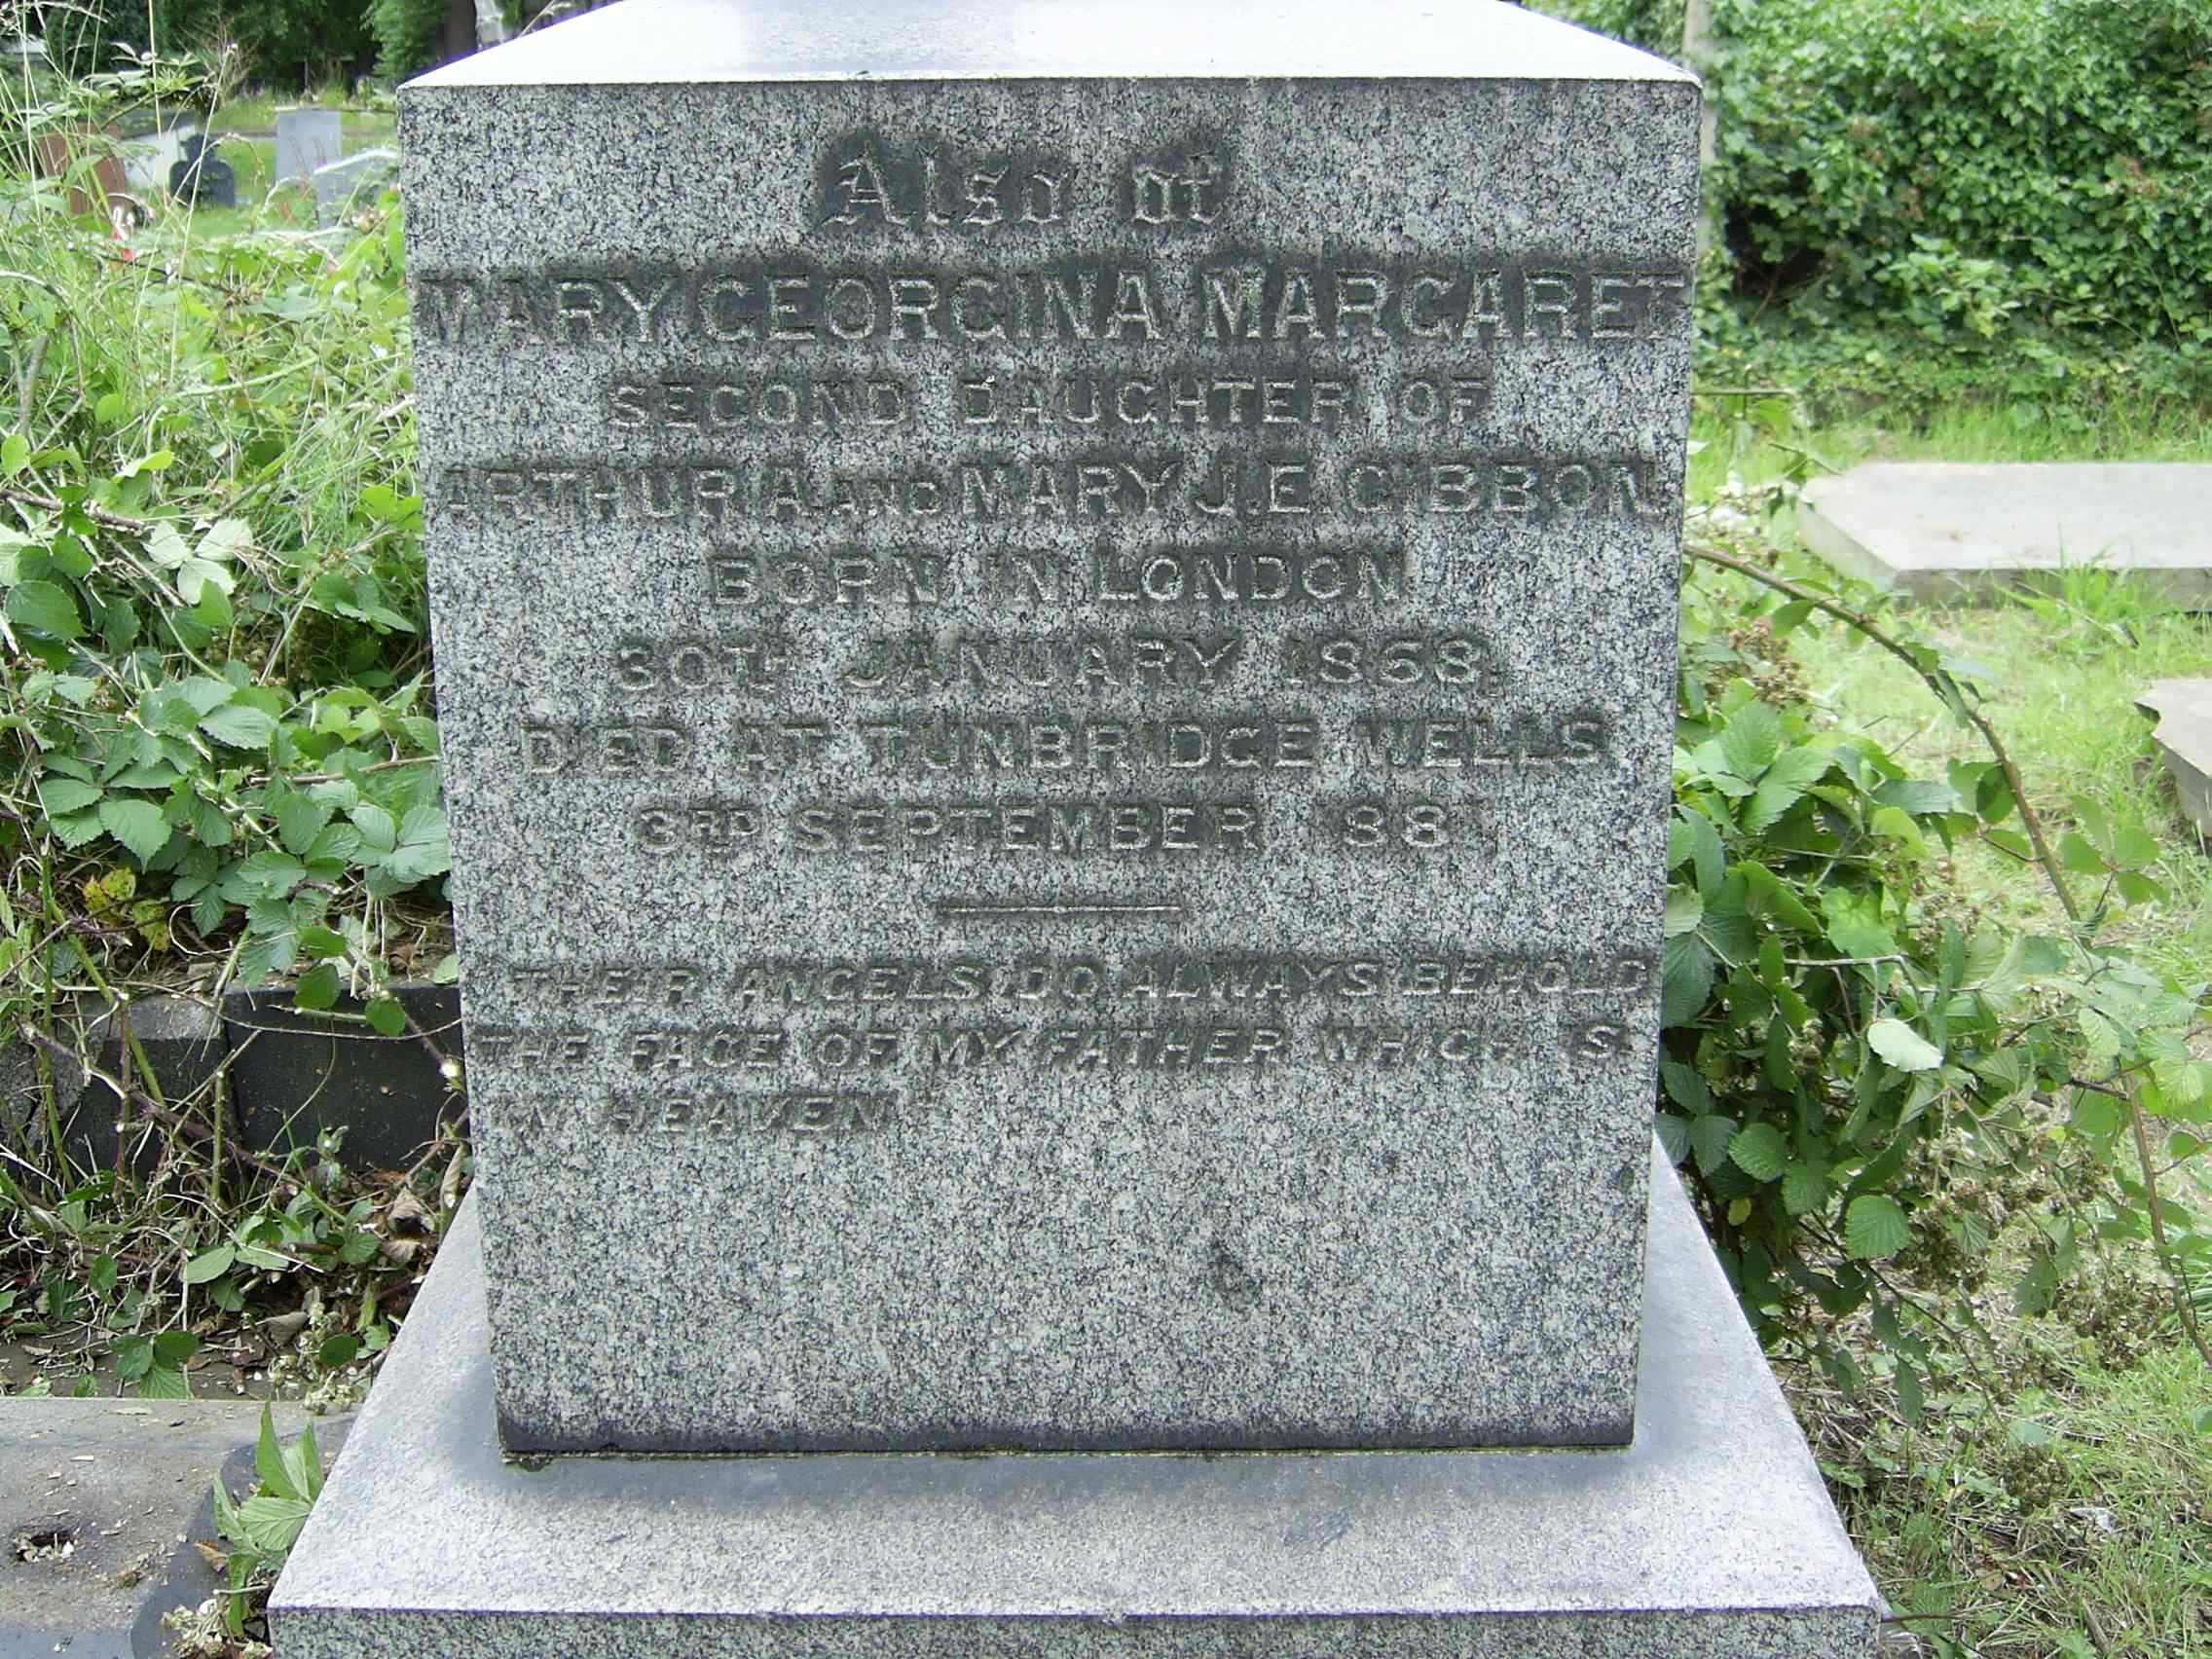 Also of
MARY GEORGINA MARGARET
SECOND DAUGHTER OF
ARTHUR A. AND MARY J.E. GIBBON
BORN IN LONDON
30TH JANUARY 1868,
DIED AT TUNBRIDGE WELLS
3RD SEPTEMBER
THEIR ANGELS DO ALWAYS BEHOLD
THE FACE OF MY FATHER WHICH IS
IN HEAVEN"